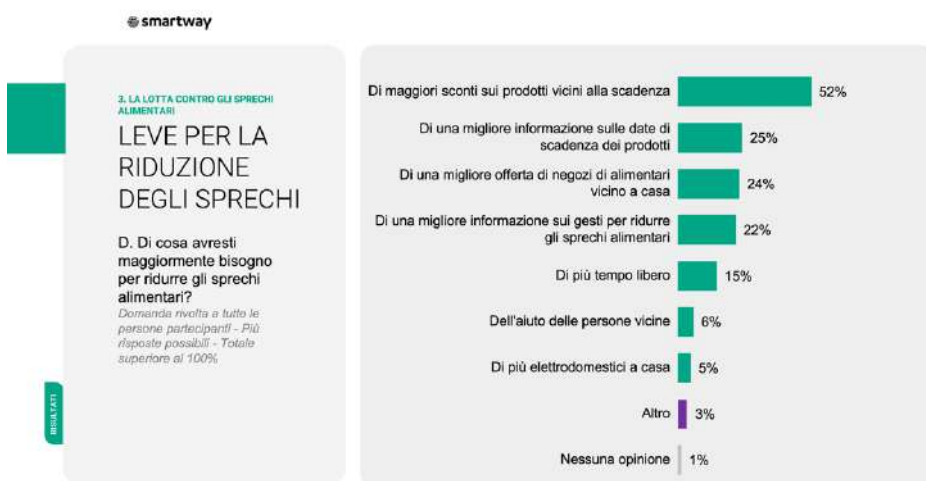 smartway
3. LA LOTTA CONTRO GLI SPRECHI
ALIMENTARI
LEVE PER LA
RIDUZIONE
DEGLI SPRECHI
D. Di cosa avresti
maggiormente bisogno
per ridurre gli sprechi
alimentari?
Domanda rivolta a tutte le
persone partecipanti - Più
risposte possibili - Totale
superiore al 100%
RISULTATI
Di maggiori sconti sui prodotti vicini alla scadenza 52%
Di una migliore informazione sulle date di
scadenza dei prodotti 25%
Di una migliore offerta di negozi di alimentari
vicino a casa 24%
Di una migliore informazione sui gesti per ridurre
gli sprechi alimentari 22%
Di più tempo libero 15%
Dell'aiuto delle persone vicine 6%
Di più elettrodomestici a casa 5%
Altro 3%
Nessuna opinione 1%